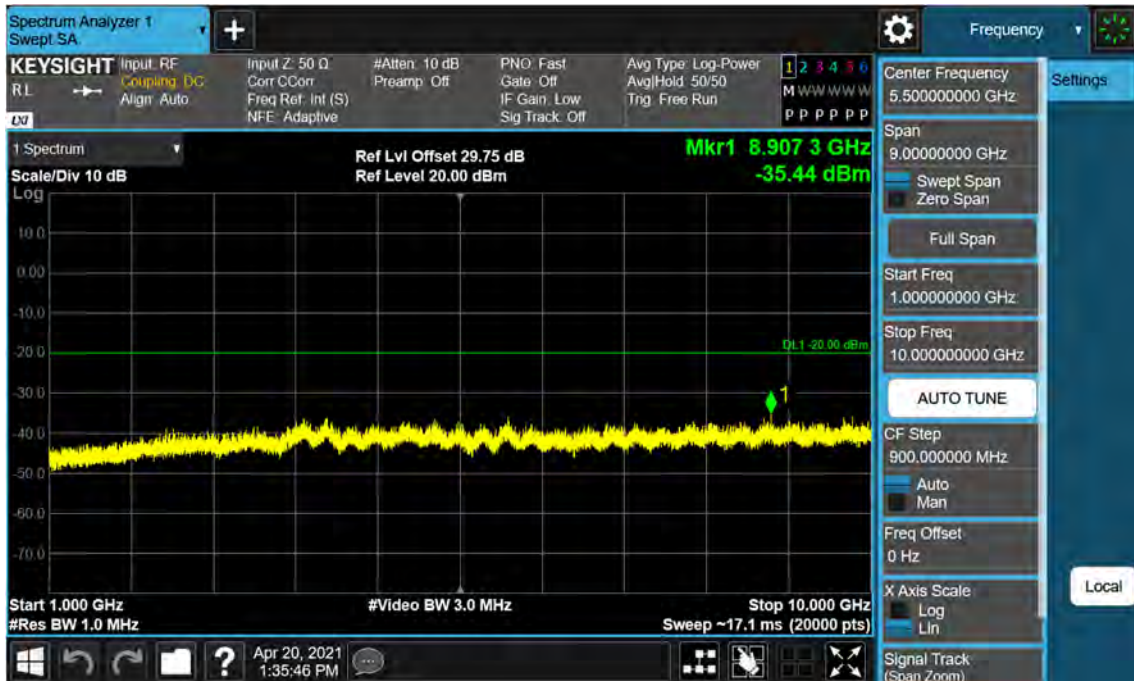 Spectrum Analyzer 1
Swept SA
Frequency
KEYSIGHT
RL
LXI
Input: RF
Coupling: DC
Align: Auto
Input Z: 50 Ω
Corr CCorr
Freq Ref: Int (S)
NFE: Adaptive
#Atten: 10 dB
Preamp: Off
PNO: Fast
Gate: Off
IF Gain: Low
Sig Track: Off
Avg Type: Log-Power
Avg|Hold: 50/50
Trig: Free Run
1 2 3 4 5 6
M W W W W W
P P P P P P
1 Spectrum
Scale/Div 10 dB
Ref Lvl Offset 29.75 dB
Ref Level 20.00 dBm
Mkr1 8.907 3 GHz
-35.44 dBm
Log
10.0
0.00
-10.0
-20.0
-30.0
-40.0
-50.0
-60.0
-70.0
DL1 -20.00 dBm
1
Start 1.000 GHz
#Res BW 1.0 MHz
#Video BW 3.0 MHz
Stop 10.000 GHz
Sweep ~17.1 ms (20000 pts)
Apr 20, 2021
1:35:46 PM
Center Frequency
5.500000000 GHz
Span
9.00000000 GHz
Swept Span
Zero Span
Full Span
Start Freq
1.000000000 GHz
Stop Freq
10.000000000 GHz
AUTO TUNE
CF Step
900.000000 MHz
Auto
Man
Freq Offset
0 Hz
X Axis Scale
Log
Lin
Signal Track
(Span Zoom)
Settings
Local